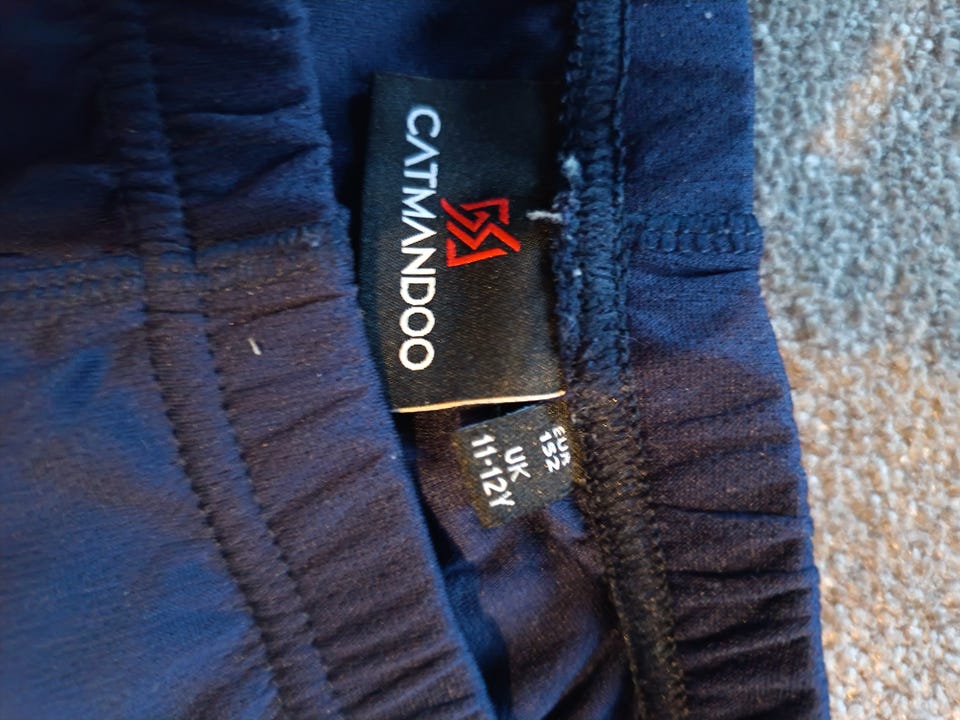 CATMANDOO
EUR
152
UK
11-12Y